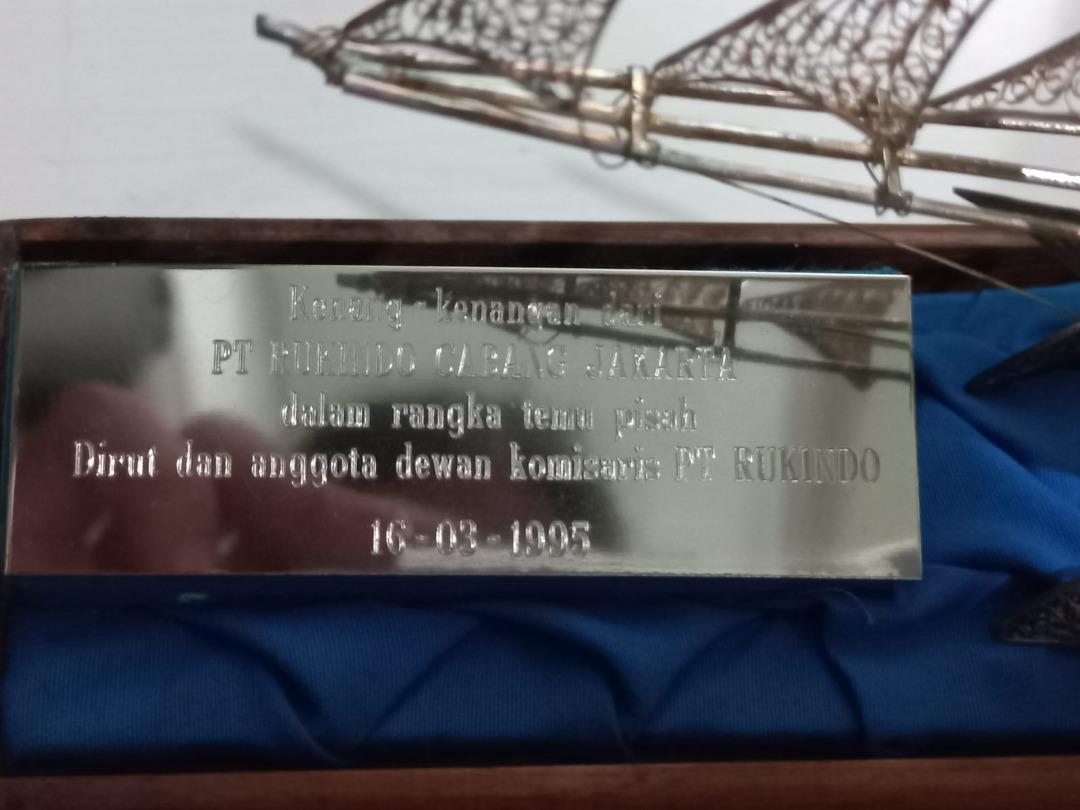 Kenang-kenangan dari
PT RUKINDO CABANG JAKARTA
dalam rangka temu pisah
Dirut dan anggota dewan komisaris PT RUKINDO
16-03-1995